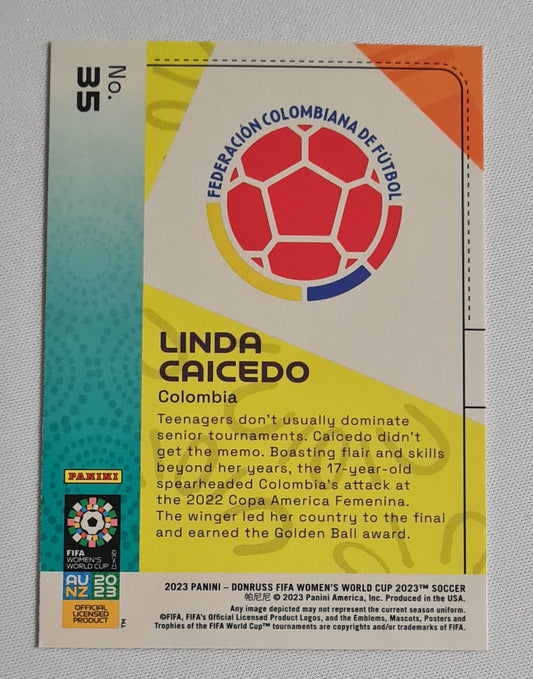 No.
35
FEDERACIÓN COLOMBIANA DE FÚTBOL
LINDA
CAICEDO
Colombia
Teenagers don't usually dominate
senior tournaments. Caicedo didn't
get the memo. Boasting flair and skills
beyond her years, the 17-year-old
spearheaded Colombia's attack at
the 2022 Copa America Femenina.
The winger led her country to the final
and earned the Golden Ball award.
PANINI
FIFA
WOMEN'S
WORLD CUP
AU 20
NZ 23
OFFICIAL
LICENSED
PRODUCT
TM
2023 PANINI – DONRUSS FIFA WOMEN'S WORLD CUP 2023™ SOCCER
帕尼尼 © 2023 Panini America, Inc. Produced in the USA.
Any image depicted may not represent the current season uniform.
©FIFA, FIFA's Official Licensed Product Logos, and the Emblems, Mascots, Posters and
Trophies of the FIFA World Cup™ tournaments are copyrights and/or trademarks of FIFA.